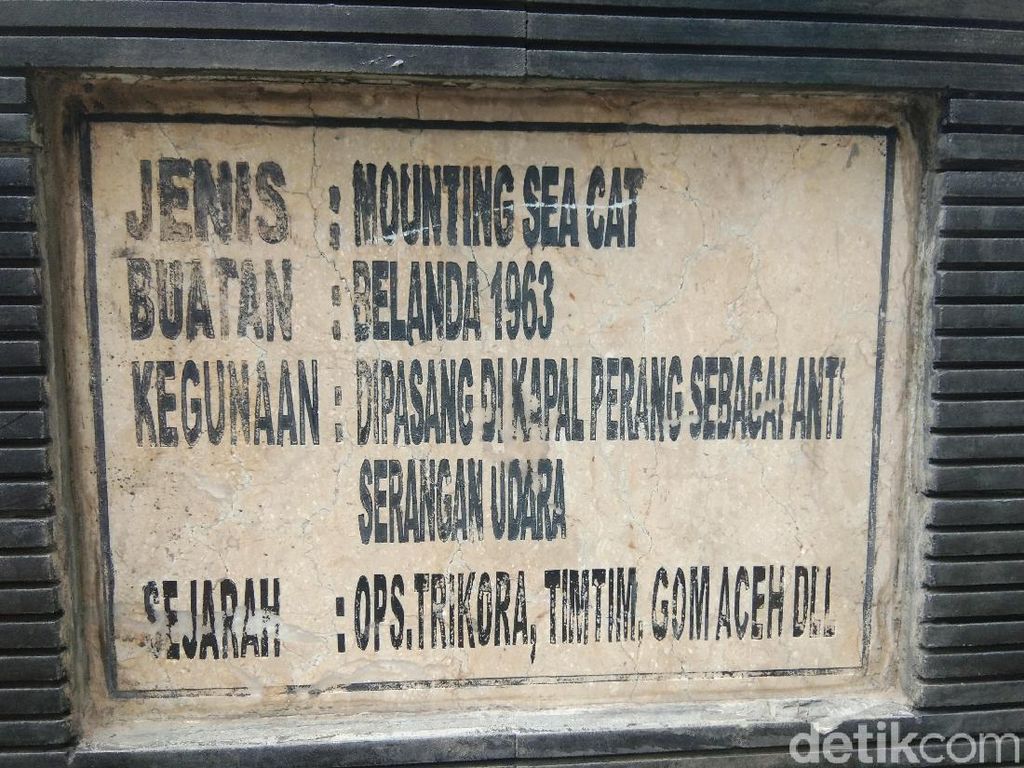 JENIS : MOUNTING SEA CAT
BUATAN : BELANDA 1963
KEGUNAAN : DIPASANG DI KAPAL PERANG SEBAGAI ANTI
SERANGAN UDARA
SEJARAH : OPS.TRIKORA, TIMTIM, GOM ACEH DLL
detikcom